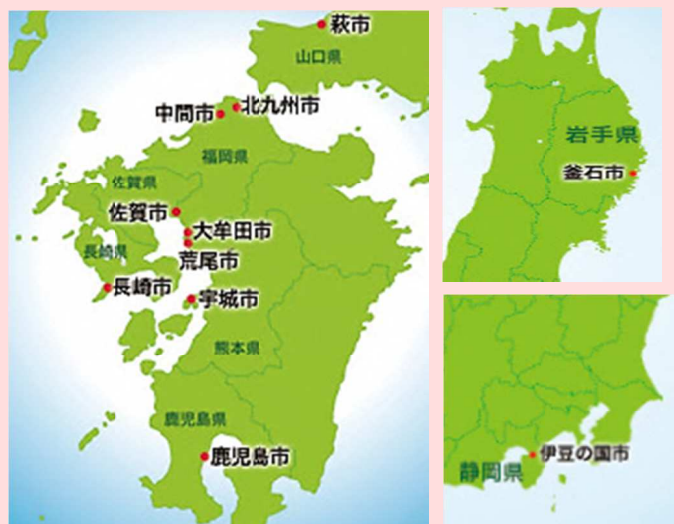 萩市
山口県
中間市
北九州市
福岡県
佐賀県
佐賀市
大牟田市
長崎県
荒尾市
長崎市
宇城市
熊本県
鹿児島県
鹿児島市
岩手県
釜石市
伊豆の国市
静岡県